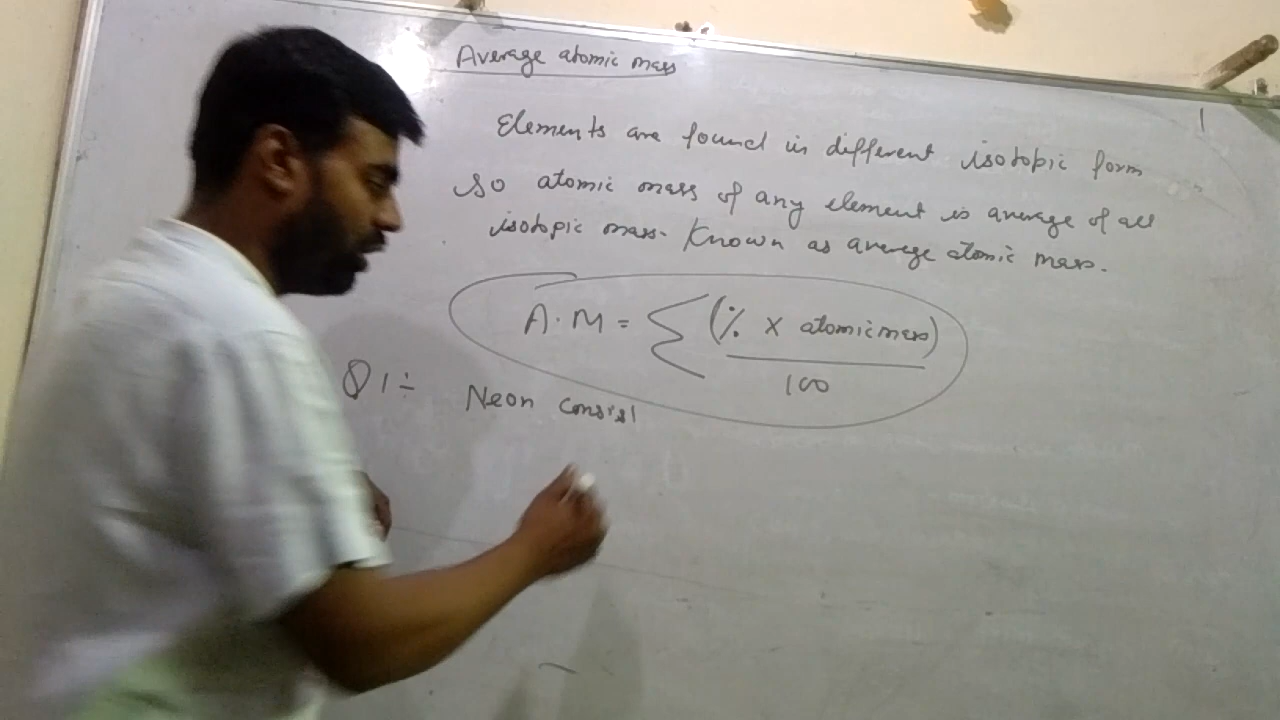 Average atomic mass
Elements are found in different isotopic form
so atomic mass of any element is average of all
isotopic mass. Known as average atomic mass.
A.M = Σ (% X atomic mass)
100
Q1÷ Neon consist